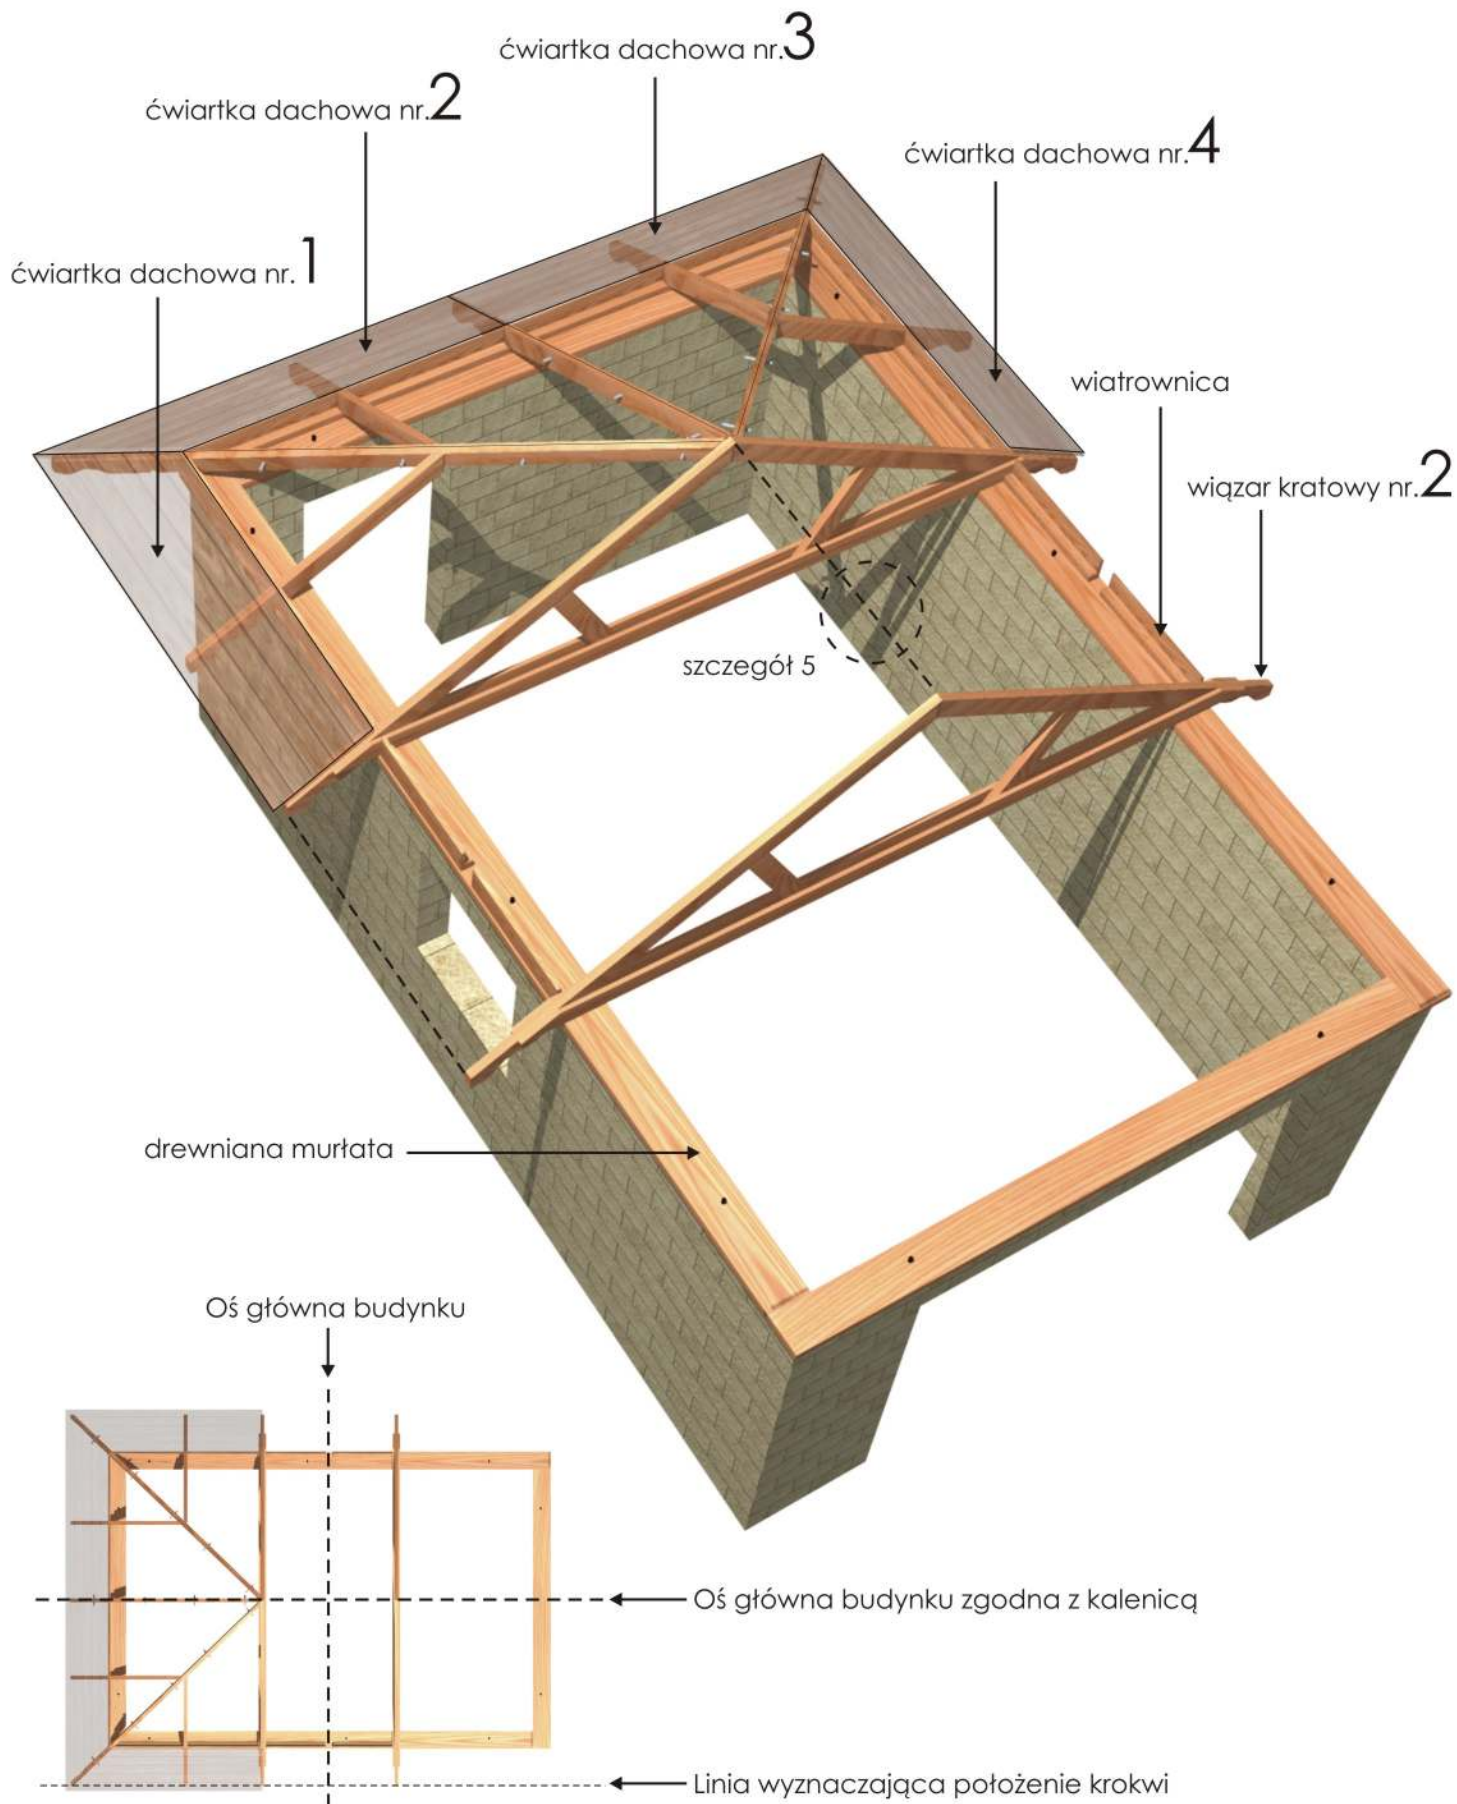 ćwiartka dachowa nr.3
ćwiartka dachowa nr.2
ćwiartka dachowa nr.4
ćwiartka dachowa nr.1
wiatrownica
wiązar kratowy nr.2
szczegół 5
drewniana murłata
Oś główna budynku
Oś główna budynku zgodna z kalenicą
Linia wyznaczająca położenie krokwi